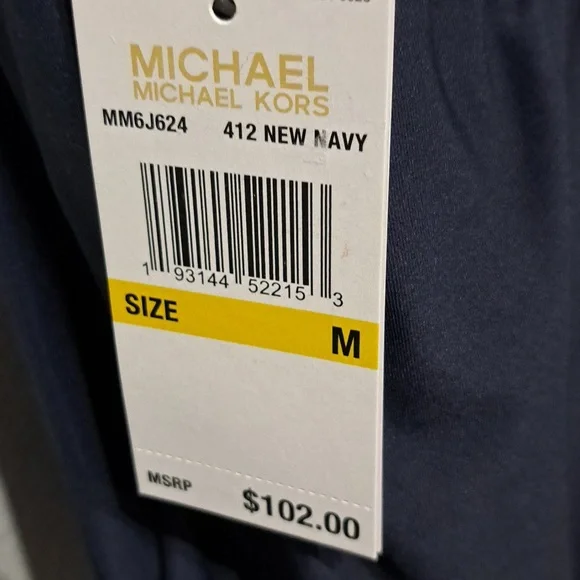 MICHAEL
MICHAEL KORS
MM6J624 412 NEW NAVY
1 93144 52215 3
SIZE M
MSRP $102.00